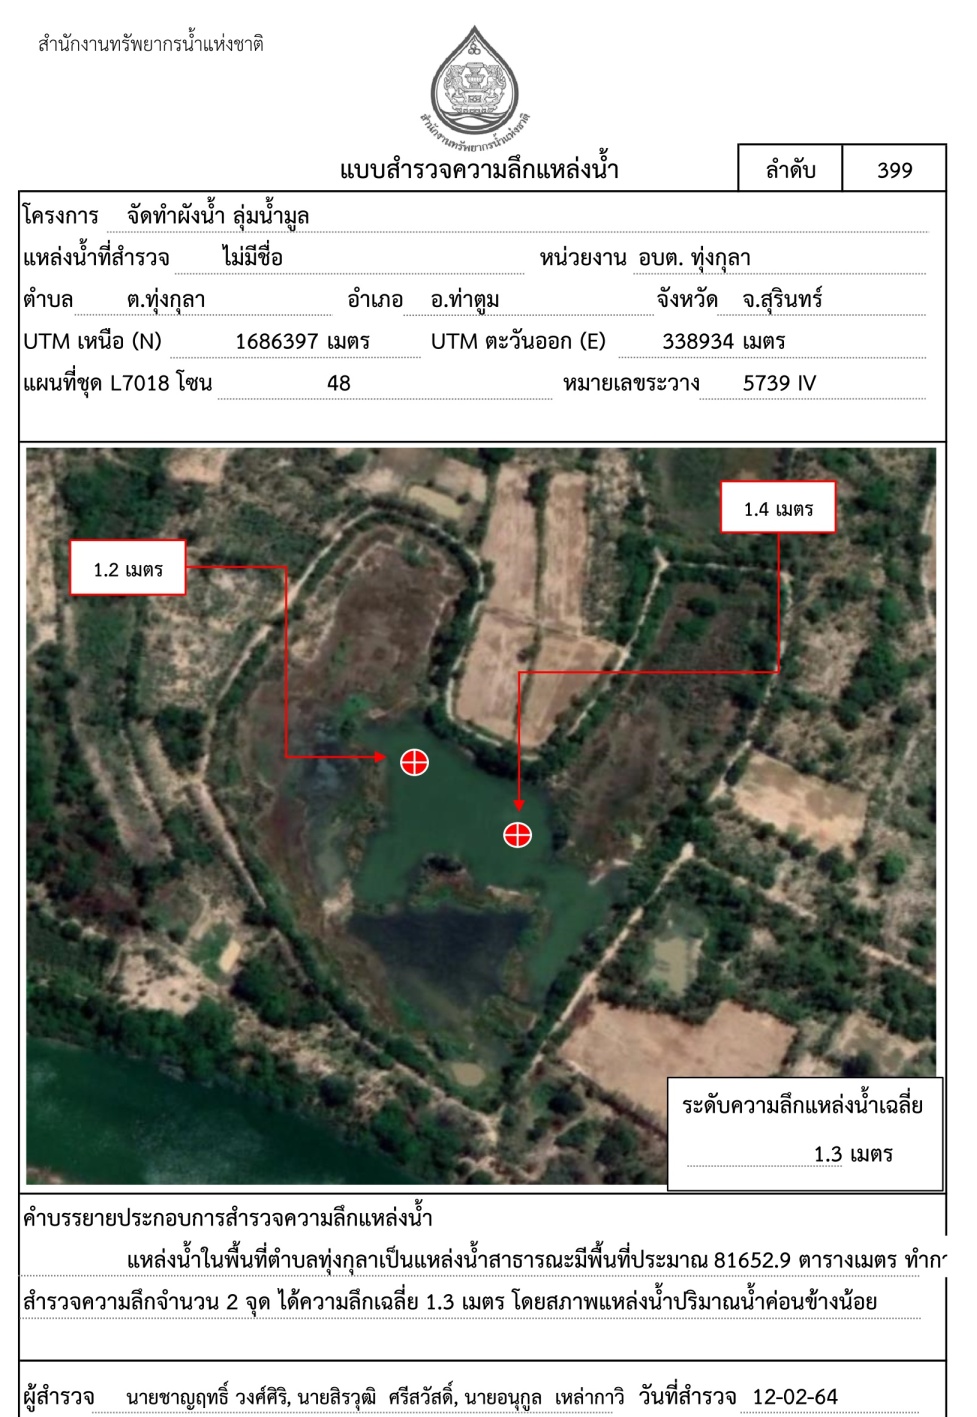 สำนักงานทรัพยากรน้ำแห่งชาติ
สำนักงานทรัพยากรน้ำแห่งชาติ
แบบสำรวจความลึกแหล่งน้ำ ลำดับ 399
โครงการ จัดทำผังน้ำ ลุ่มน้ำมูล
แหล่งน้ำที่สำรวจ ไม่มีชื่อ หน่วยงาน อบต. ทุ่งกุลา
ตำบล ต.ทุ่งกุลา อำเภอ อ.ท่าตูม จังหวัด จ.สุรินทร์
UTM เหนือ (N) 1686397 เมตร UTM ตะวันออก (E) 338934 เมตร
แผนที่ชุด L7018 โซน 48 หมายเลขระวาง 5739 IV
1.4 เมตร
1.2 เมตร
ระดับความลึกแหล่งน้ำเฉลี่ย
1.3 เมตร
คำบรรยายประกอบการสำรวจความลึกแหล่งน้ำ
แหล่งน้ำในพื้นที่ตำบลทุ่งกุลาเป็นแหล่งน้ำสาธารณะมีพื้นที่ประมาณ 81652.9 ตารางเมตร
สำรวจความลึกจำนวน 2 จุด ได้ความลึกเฉลี่ย 1.3 เมตร โดยสภาพแหล่งน้ำปริมาณน้ำค่อนข้างน้อย
ผู้สำรวจ นายชาญฤทธิ์ วงศ์ศิริ, นายสิรวุฒิ ศรีสวัสดิ์, นายอนุกูล เหล่ากาวิ วันที่สำรวจ 12-02-64